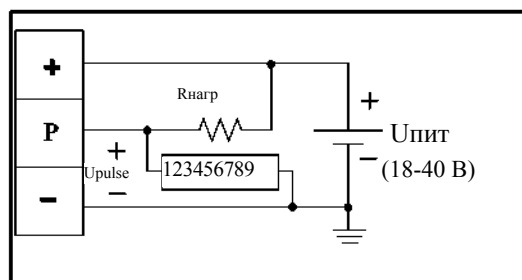 +
Rнагр
+
P
+
Uпит
Upulse
123456789
−
(18-40 В)
−
−